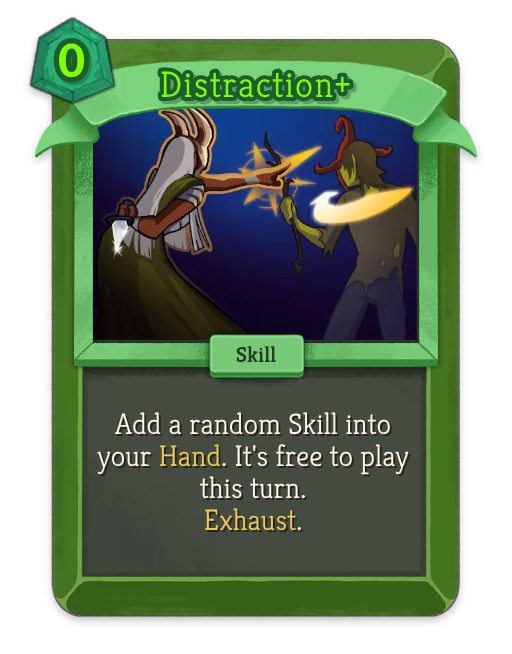 0
Distraction+
Skill
Add a random Skill into
your Hand. It's free to play
this turn.
Exhaust.